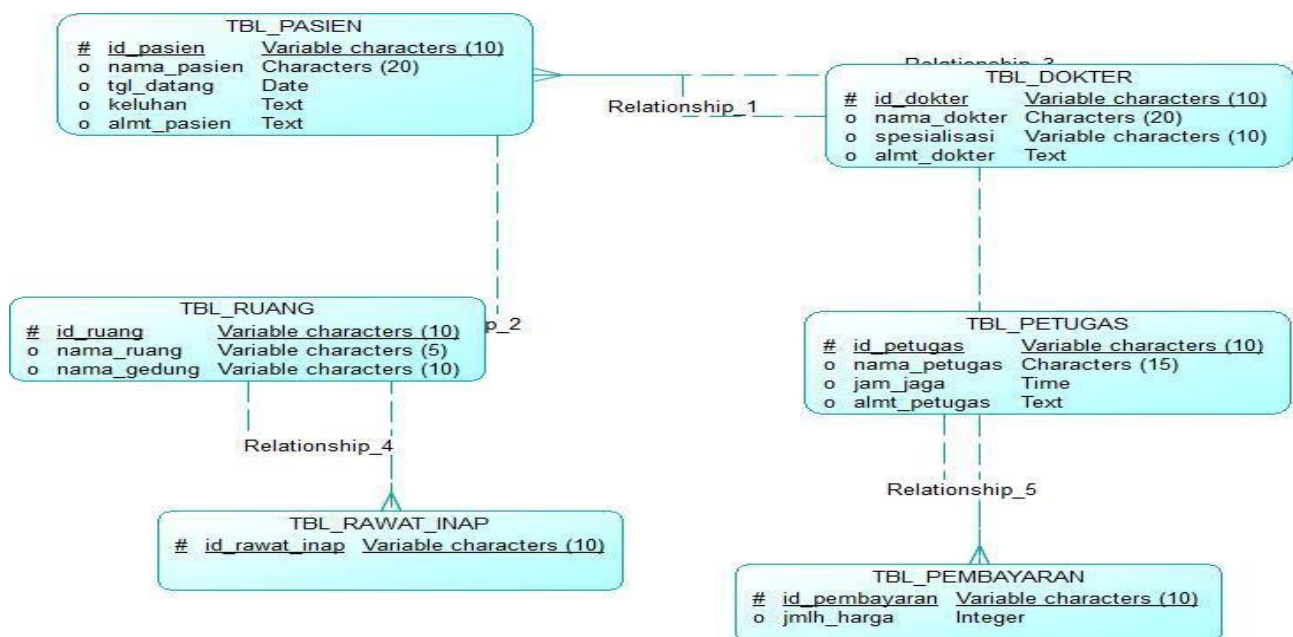 TBL_PASIEN
# id_pasien Variable characters (10)
o nama_pasien Characters (20)
o tgl_datang Date
o keluhan Text
o almt_pasien Text
Relationship_3
Relationship_1
TBL_DOKTER
# id_dokter Variable characters (10)
o nama_dokter Characters (20)
o spesialisasi Variable characters (10)
o almt_dokter Text
TBL_RUANG
# id_ruang Variable characters (10)
o nama_ruang Variable characters (5)
o nama_gedung Variable characters (10)
p_2
TBL_PETUGAS
# id_petugas Variable characters (10)
o nama_petugas Characters (15)
o jam_jaga Time
o almt_petugas Text
Relationship_4
Relationship_5
TBL_RAWAT_INAP
# id_rawat_inap Variable characters (10)
TBL_PEMBAYARAN
# id_pembayaran Variable characters (10)
o jmlh_harga Integer